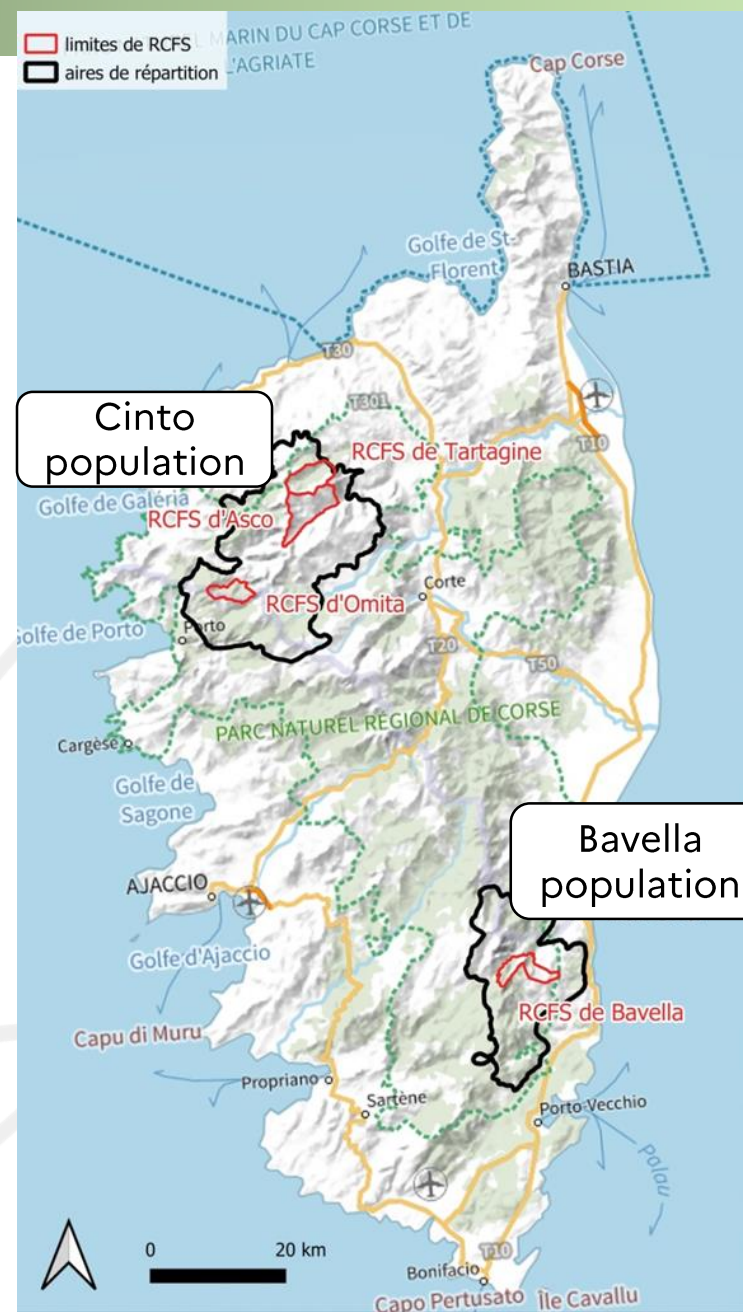 limites de RCFS
aires de répartition
MARIN DU CAP CORSE ET DE
L'AGRIATE
Cap Corse
Golfe de St-
Florent
BASTIA
T30
T301
Cinto
population
RCFS de Tartagine
T10
Golfe de Galéria
RCFS d'Asco
Corte
RCFS d'Omita
Golfe de Porto
Porto
T20
T50
PARC NATUREL RÉGIONAL DE CORSE
Cargèse
Golfe de
Sagone
Bavella
population
AJACCIO
Golfe d'Ajaccio
RCFS de Bavella
Capu di Muru
Propriano
Sartène
Porto-Vecchio
Polau
0 20 km
T10
Bonifacio
Capo Pertusato
Île Cavallu